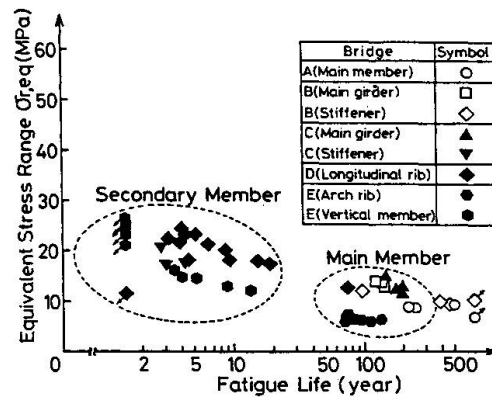 Equivalent Stress Range σr,eq (MPa)
60
50
40
30
20
10
0
Bridge Symbol
A(Main member)
B(Main girder)
B(Stiffener)
C(Main girder)
C(Stiffener)
D(Longitudinal rib)
E(Arch rib)
E(Vertical member)
Secondary Member
Main Member
2 5 10 50 100 500
Fatigue Life (year)